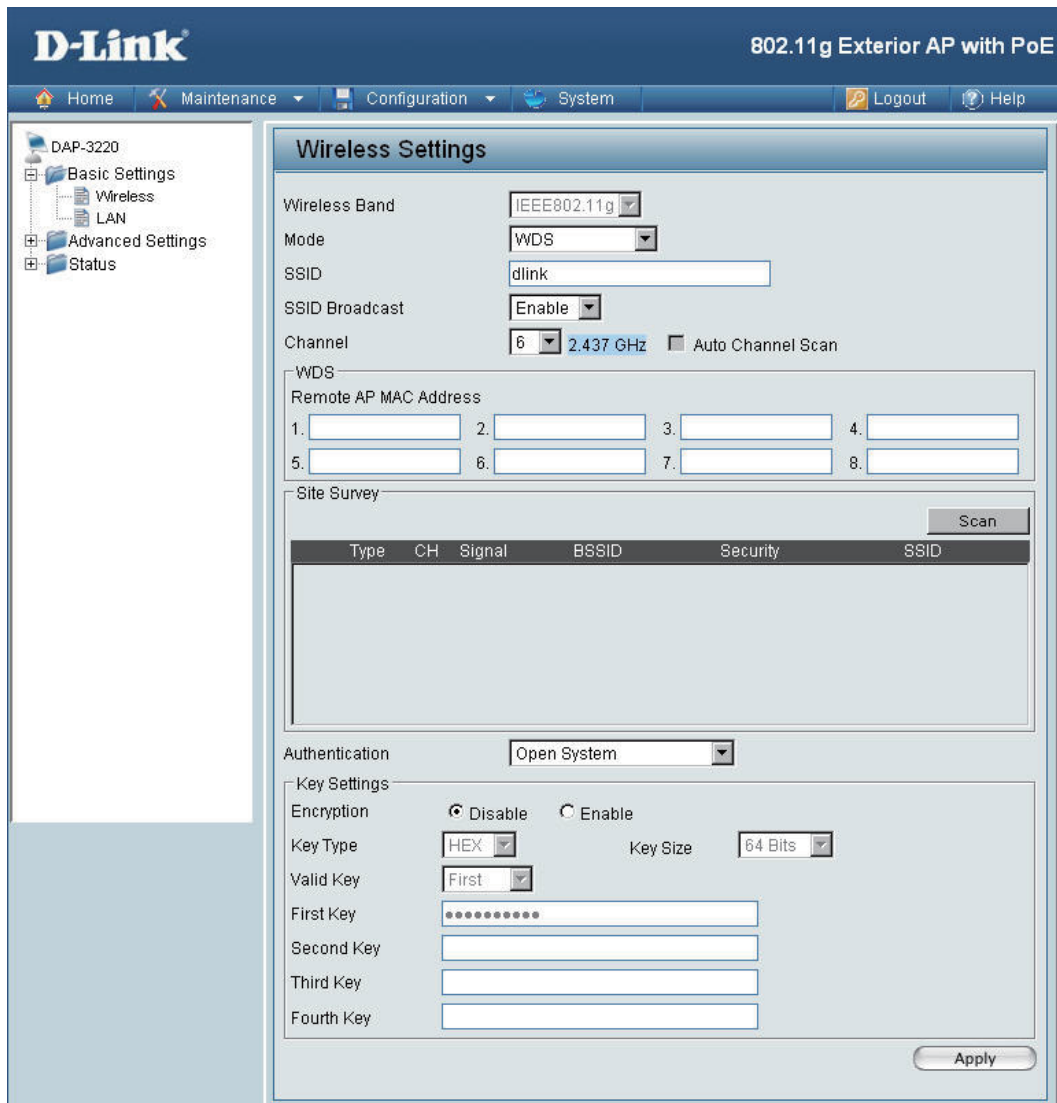 D-Link
802.11g Exterior AP with PoE
Home Maintenance Configuration System Logout Help
DAP-3220
Basic Settings
Wireless
LAN
Advanced Settings
Status
Wireless Settings
Wireless Band IEEE802.11g
Mode WDS
SSID dlink
SSID Broadcast Enable
Channel 6 2.437 GHz Auto Channel Scan
WDS
Remote AP MAC Address
1. 2. 3. 4.
5. 6. 7. 8.
Site Survey
Scan
Type CH Signal BSSID Security SSID
Authentication Open System
Key Settings
Encryption Disable Enable
Key Type HEX Key Size 64 Bits
Valid Key First
First Key ●●●●●●●●●●
Second Key
Third Key
Fourth Key
Apply